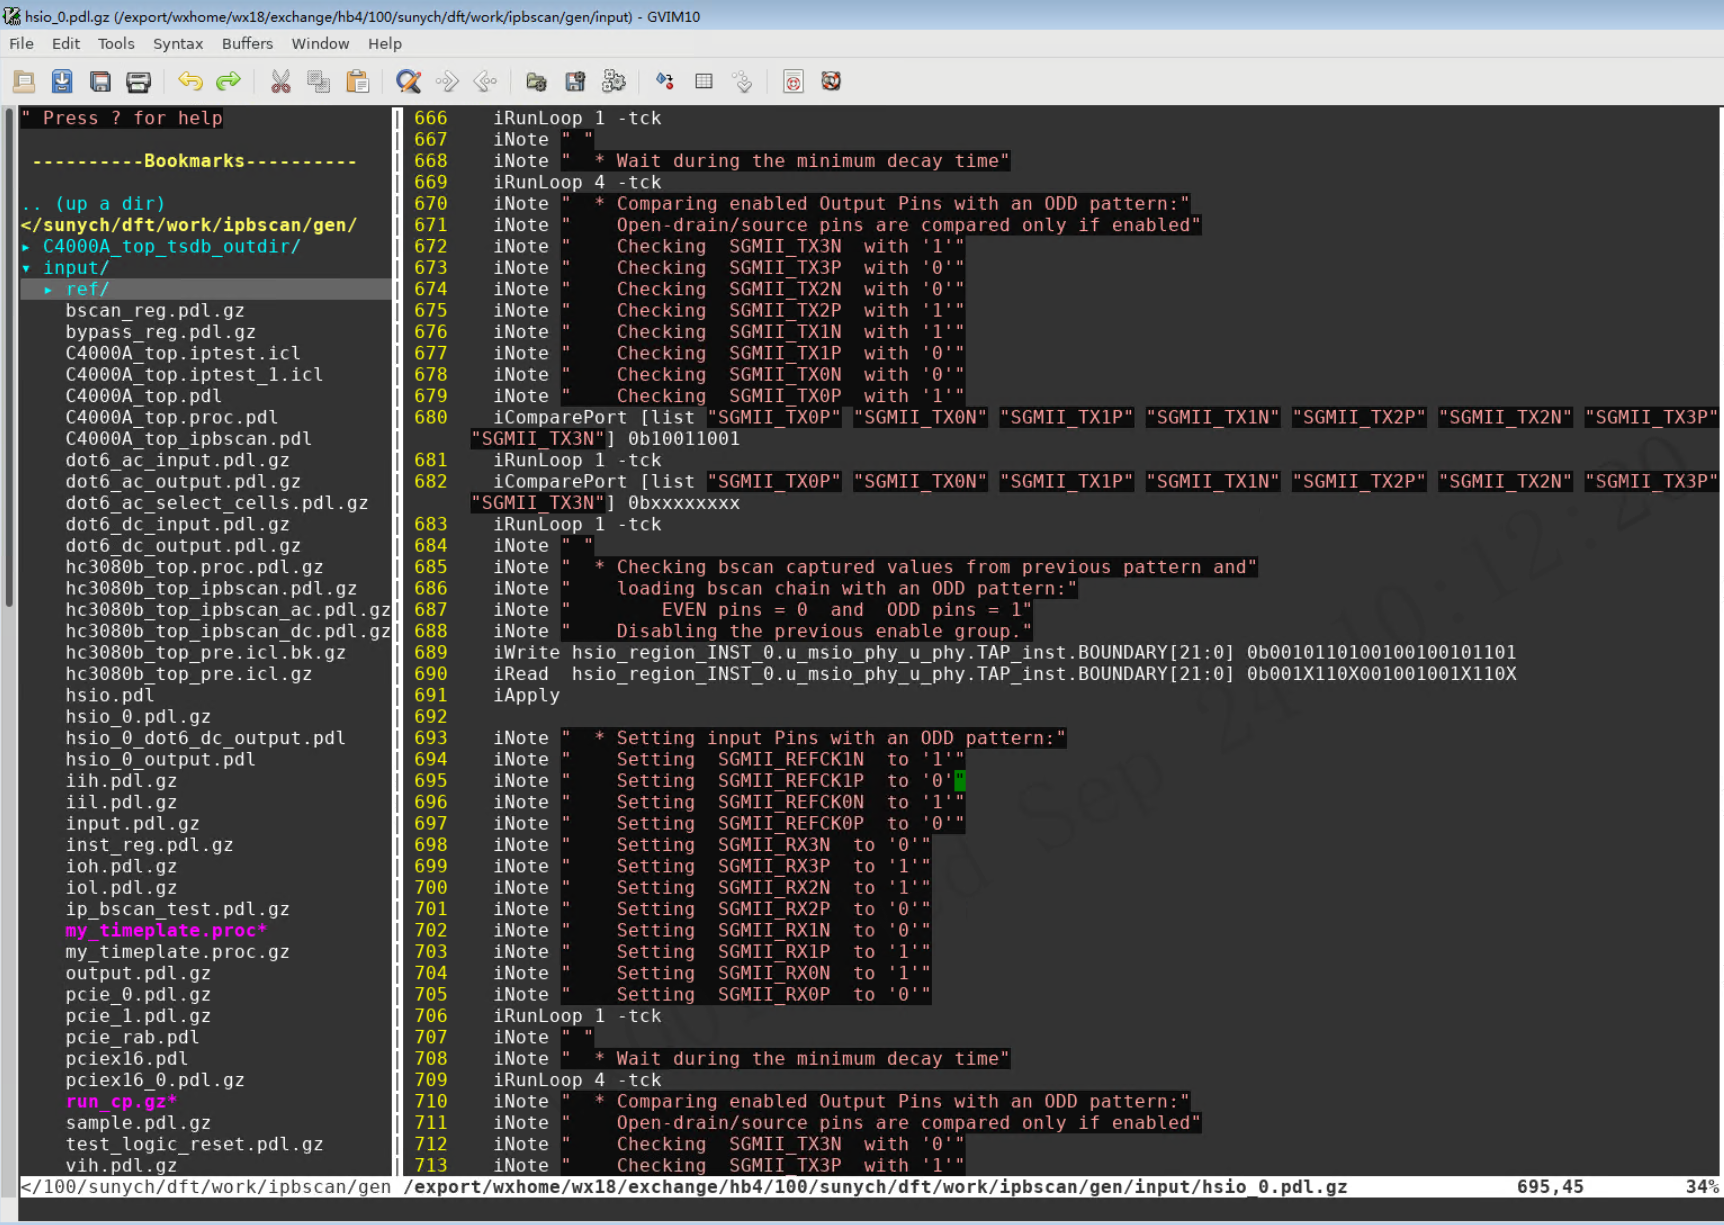 hsio_0.pdl.gz (/export/wxhome/wx18/exchange/hb4/100/sunych/dft/work/ipbscan/gen/input) - GVIM10
File Edit Tools Syntax Buffers Window Help
" Press ? for help
----------Bookmarks----------
.. (up a dir)
</sunych/dft/work/ipbscan/gen/
▸ C4000A_top_tsdb_outdir/
▾ input/
▸ ref/
bscan_reg.pdl.gz
bypass_reg.pdl.gz
C4000A_top.iptest.icl
C4000A_top.iptest_1.icl
C4000A_top.pdl
C4000A_top.proc.pdl
C4000A_top_ipbscan.pdl
dot6_ac_input.pdl.gz
dot6_ac_output.pdl.gz
dot6_ac_select_cells.pdl.gz
dot6_dc_input.pdl.gz
dot6_dc_output.pdl.gz
hc3080b_top.proc.pdl.gz
hc3080b_top_ipbscan.pdl.gz
hc3080b_top_ipbscan_ac.pdl.gz
hc3080b_top_ipbscan_dc.pdl.gz
hc3080b_top_pre.icl.bk.gz
hc3080b_top_pre.icl.gz
hsio.pdl
hsio_0.pdl.gz
hsio_0_dot6_dc_output.pdl
hsio_0_output.pdl
iih.pdl.gz
iil.pdl.gz
input.pdl.gz
inst_reg.pdl.gz
ioh.pdl.gz
iol.pdl.gz
ip_bscan_test.pdl.gz
my_timeplate.proc*
my_timeplate.proc.gz
output.pdl.gz
pcie_0.pdl.gz
pcie_1.pdl.gz
pcie_rab.pdl
pciex16.pdl
pciex16_0.pdl.gz
run_cp.gz*
sample.pdl.gz
test_logic_reset.pdl.gz
vih.pdl.gz
666 iRunLoop 1 -tck
667 iNote " "
668 iNote " * Wait during the minimum decay time"
669 iRunLoop 4 -tck
670 iNote " * Comparing enabled Output Pins with an ODD pattern:"
671 iNote " Open-drain/source pins are compared only if enabled"
672 iNote " Checking SGMII_TX3N with '1'"
673 iNote " Checking SGMII_TX3P with '0'"
674 iNote " Checking SGMII_TX2N with '0'"
675 iNote " Checking SGMII_TX2P with '1'"
676 iNote " Checking SGMII_TX1N with '1'"
677 iNote " Checking SGMII_TX1P with '0'"
678 iNote " Checking SGMII_TX0N with '0'"
679 iNote " Checking SGMII_TX0P with '1'"
680 iComparePort [list "SGMII_TX0P" "SGMII_TX0N" "SGMII_TX1P" "SGMII_TX1N" "SGMII_TX2P" "SGMII_TX2N" "SGMII_TX3P"
"SGMII_TX3N"] 0b10011001
681 iRunLoop 1 -tck
682 iComparePort [list "SGMII_TX0P" "SGMII_TX0N" "SGMII_TX1P" "SGMII_TX1N" "SGMII_TX2P" "SGMII_TX2N" "SGMII_TX3P"
"SGMII_TX3N"] 0bxxxxxxxx
683 iRunLoop 1 -tck
684 iNote " "
685 iNote " * Checking bscan captured values from previous pattern and"
686 iNote " loading bscan chain with an ODD pattern:"
687 iNote " EVEN pins = 0 and ODD pins = 1"
688 iNote " Disabling the previous enable group."
689 iWrite hsio_region_INST_0.u_msio_phy_u_phy.TAP_inst.BOUNDARY[21:0] 0b0010110100100100101101
690 iRead hsio_region_INST_0.u_msio_phy_u_phy.TAP_inst.BOUNDARY[21:0] 0b001X110X001001001X110X
691 iApply
692
693 iNote " * Setting input Pins with an ODD pattern:"
694 iNote " Setting SGMII_REFCK1N to '1'"
695 iNote " Setting SGMII_REFCK1P to '0'"
696 iNote " Setting SGMII_REFCK0N to '1'"
697 iNote " Setting SGMII_REFCK0P to '0'"
698 iNote " Setting SGMII_RX3N to '0'"
699 iNote " Setting SGMII_RX3P to '1'"
700 iNote " Setting SGMII_RX2N to '1'"
701 iNote " Setting SGMII_RX2P to '0'"
702 iNote " Setting SGMII_RX1N to '0'"
703 iNote " Setting SGMII_RX1P to '1'"
704 iNote " Setting SGMII_RX0N to '1'"
705 iNote " Setting SGMII_RX0P to '0'"
706 iRunLoop 1 -tck
707 iNote " "
708 iNote " * Wait during the minimum decay time"
709 iRunLoop 4 -tck
710 iNote " * Comparing enabled Output Pins with an ODD pattern:"
711 iNote " Open-drain/source pins are compared only if enabled"
712 iNote " Checking SGMII_TX3N with '0'"
713 iNote " Checking SGMII_TX3P with '1'"
</100/sunych/dft/work/ipbscan/gen /export/wxhome/wx18/exchange/hb4/100/sunych/dft/work/ipbscan/gen/input/hsio_0.pdl.gz 695,45 34%